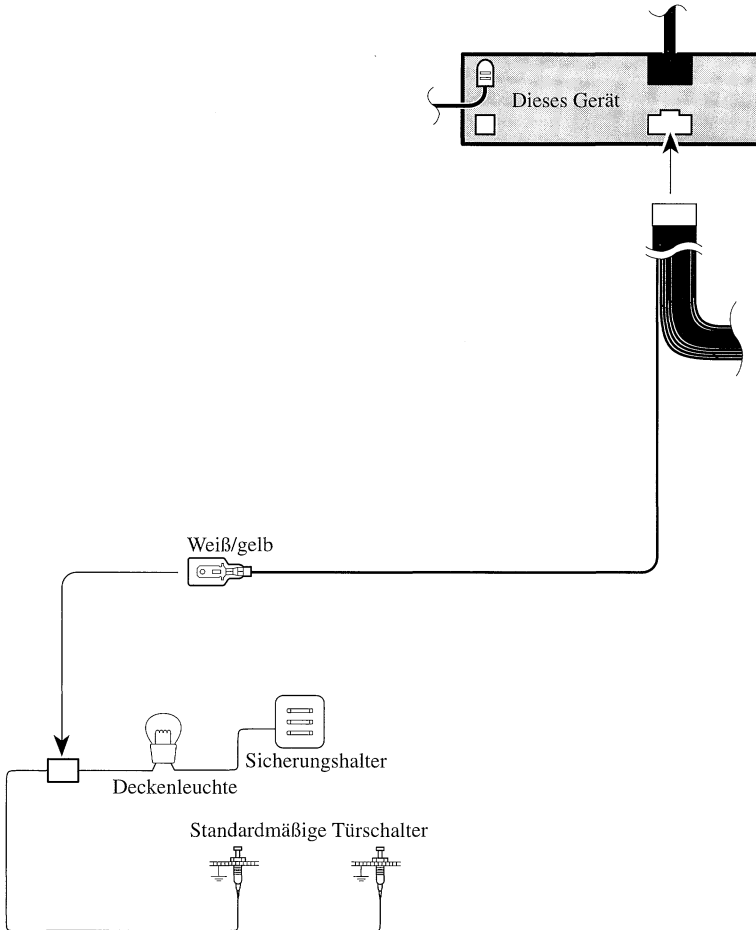 Dieses Gerät
Weiß/gelb
Sicherungshalter
Deckenleuchte
Standardmäßige Türschalter